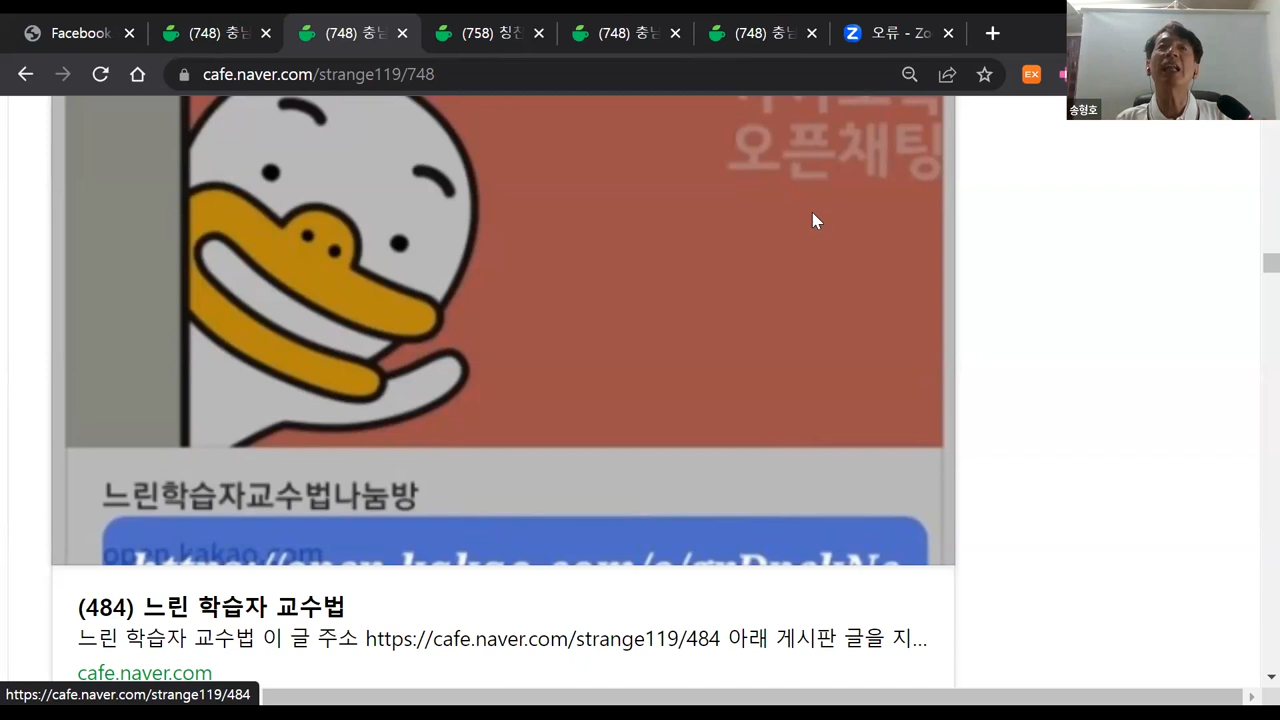 Facebook
(748) 충남
(748) 충남
(758) 칭찬
(748) 충남
(748) 충남
오류 - Zo
cafe.naver.com/strange119/748
EX
송형호
오픈채팅
느린학습자교수법나눔방
open.kakao.com
(484) 느린 학습자 교수법
느린 학습자 교수법 이 글 주소 https://cafe.naver.com/strange119/484 아래 게시판 글을 지...
cafe.naver.com
https://cafe.naver.com/strange119/484